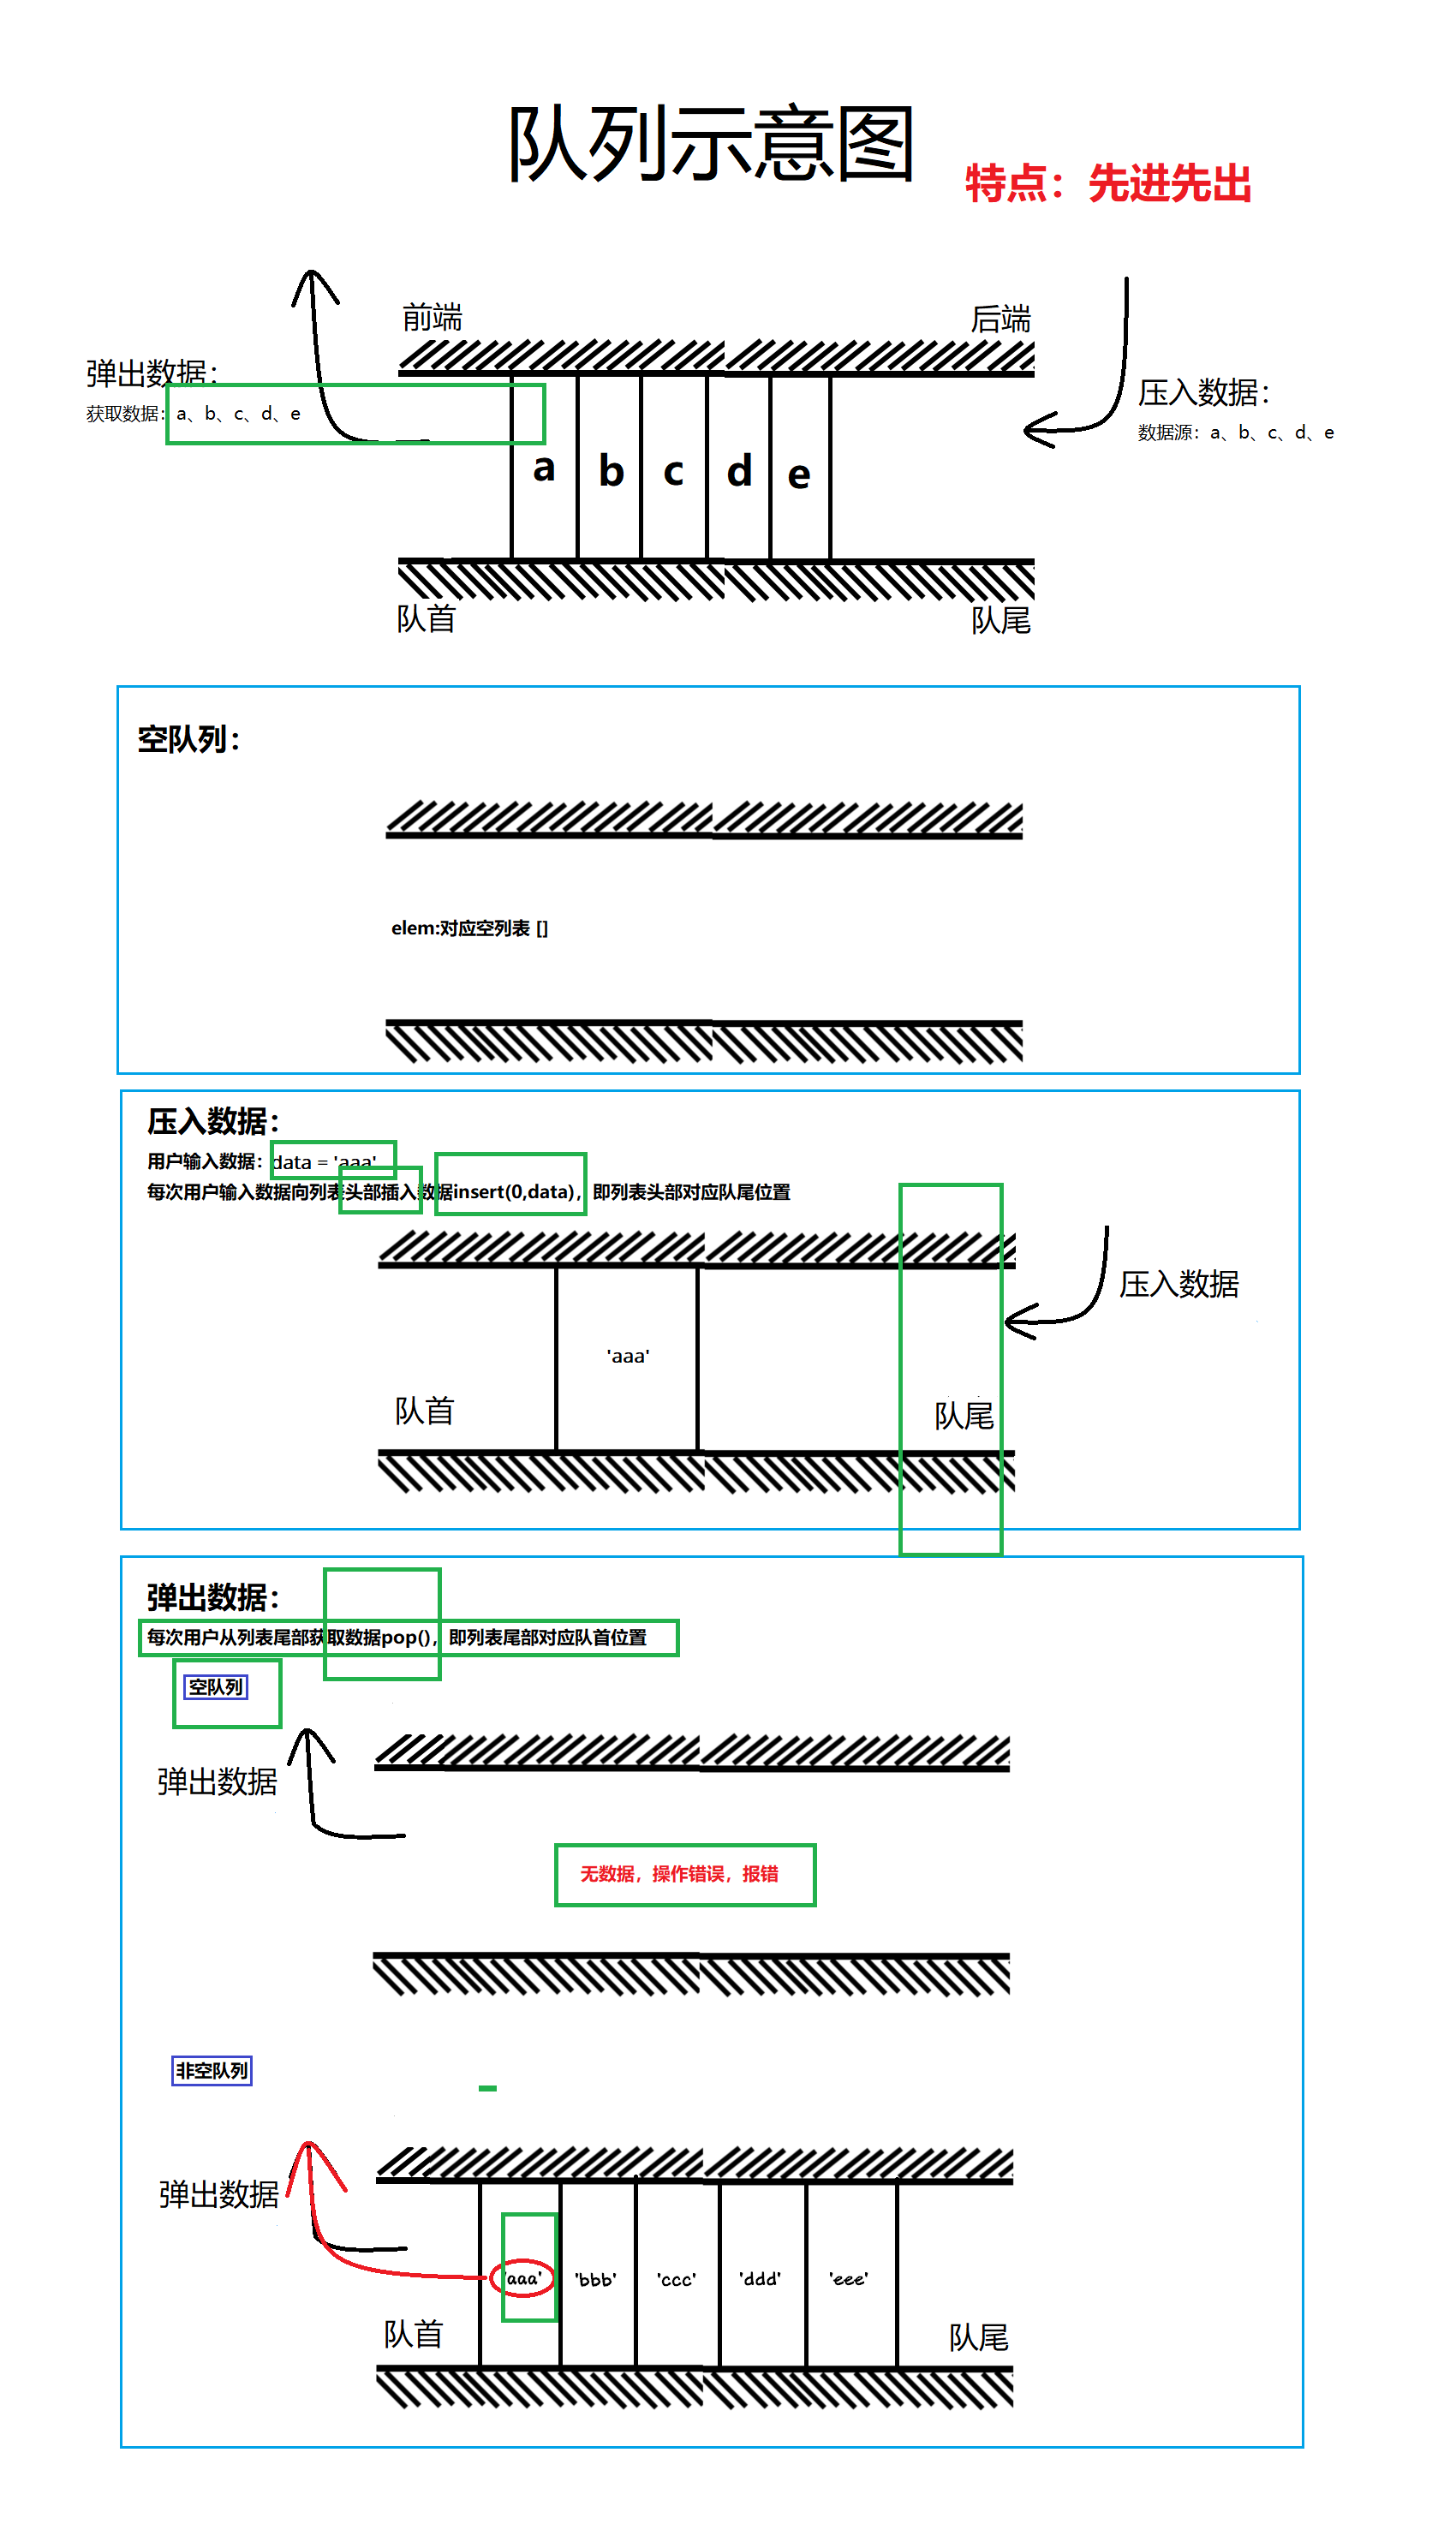 队列示意图
特点：先进先出
前端
后端
弹出数据：
获取数据：a、b、c、d、e
压入数据：
数据源：a、b、c、d、e
a b c d e
队首
队尾
空队列：
elem:对应空列表 []
压入数据：
用户输入数据：data = 'aaa'
每次用户输入数据向列表头部插入数据insert(0,data)，即列表头部对应队尾位置
压入数据
'aaa'
队首
队尾
弹出数据：
每次用户从列表尾部获取数据pop()，即列表尾部对应队首位置
空队列
弹出数据
无数据，操作错误，报错
非空队列
弹出数据
'aaa' 'bbb' 'ccc' 'ddd' 'eee'
队首
队尾